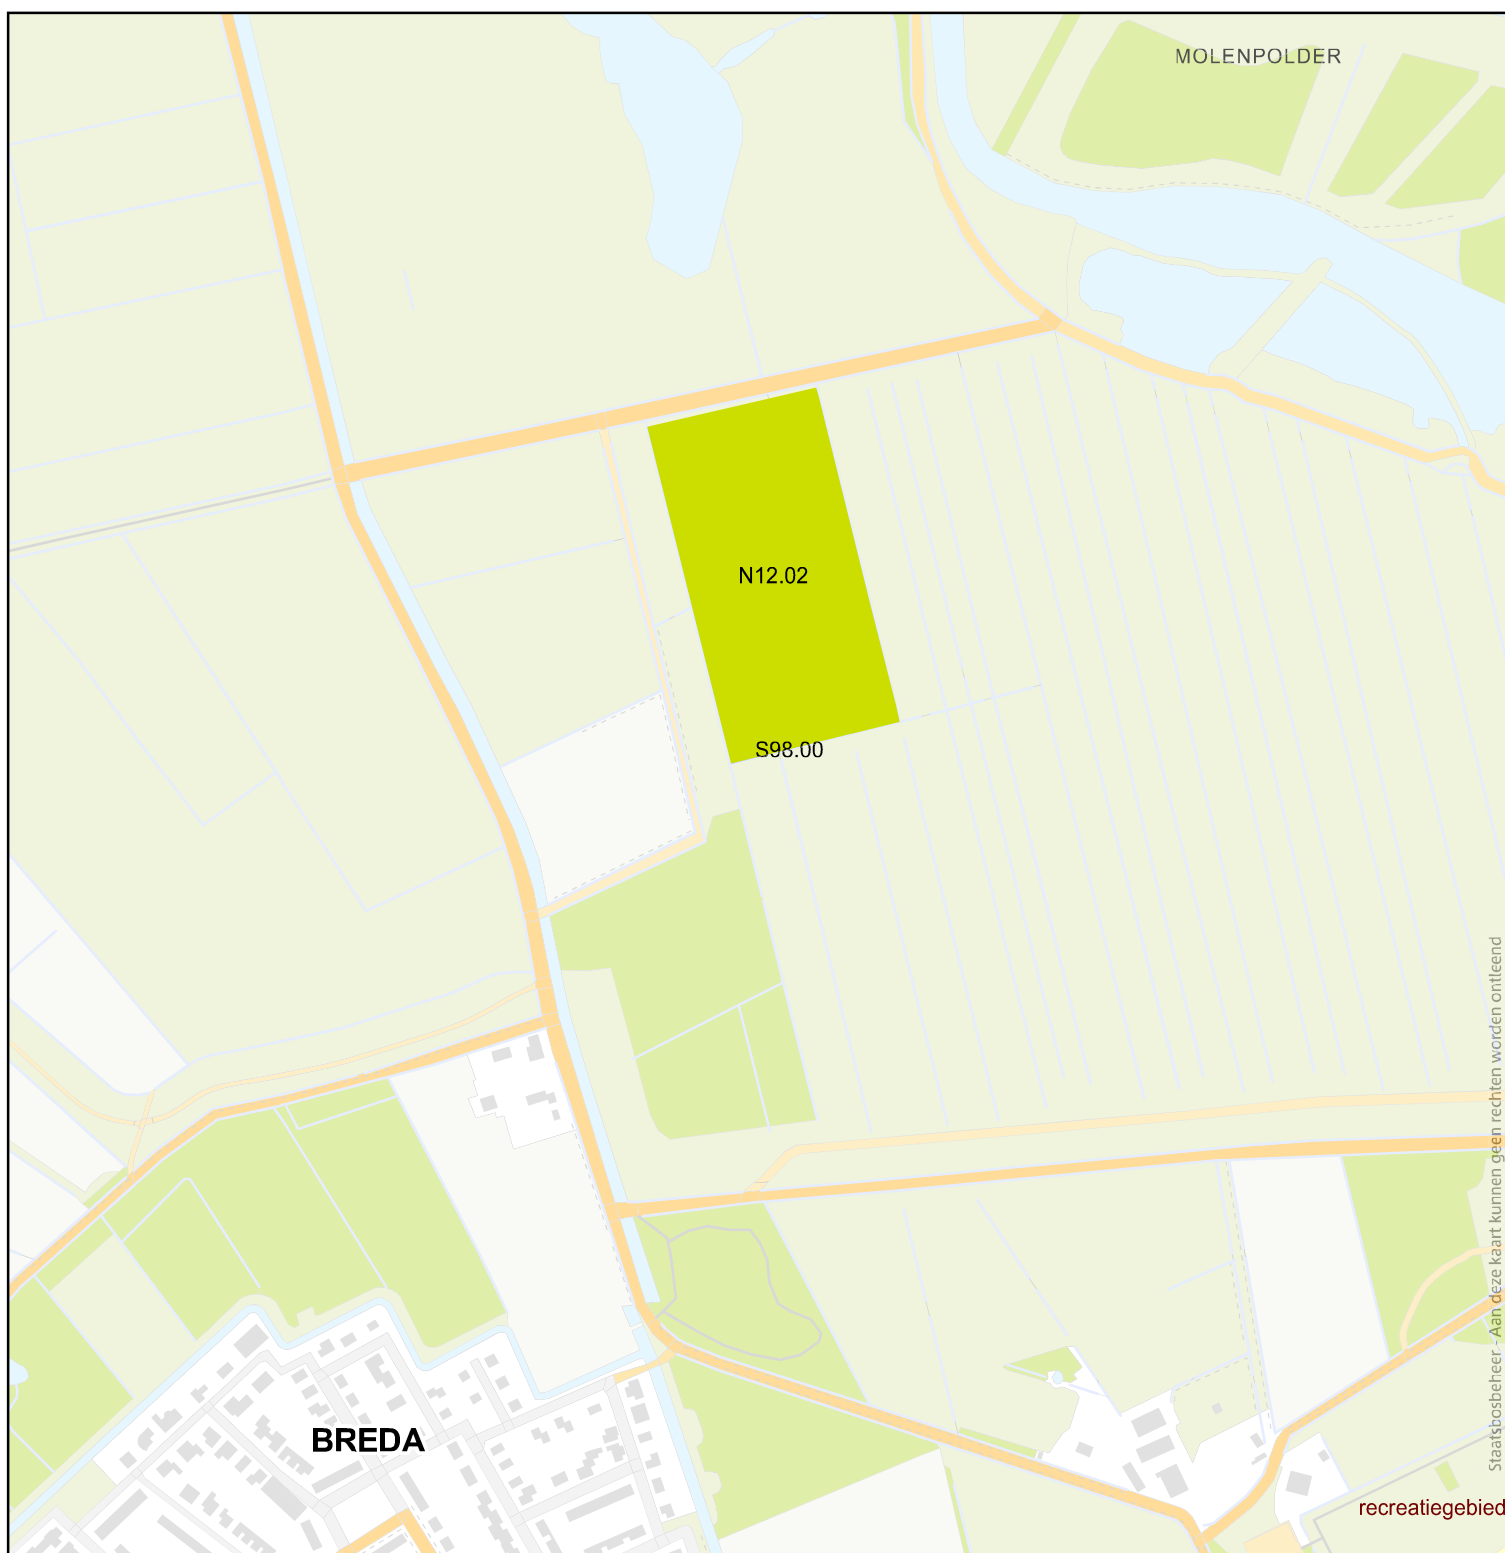 MOLENPOLDER
N12.02
S98.00
Staatsbosbeheer - Aan deze kaart kunnen geen rechten worden ontleend
BREDA
recreatiegebied